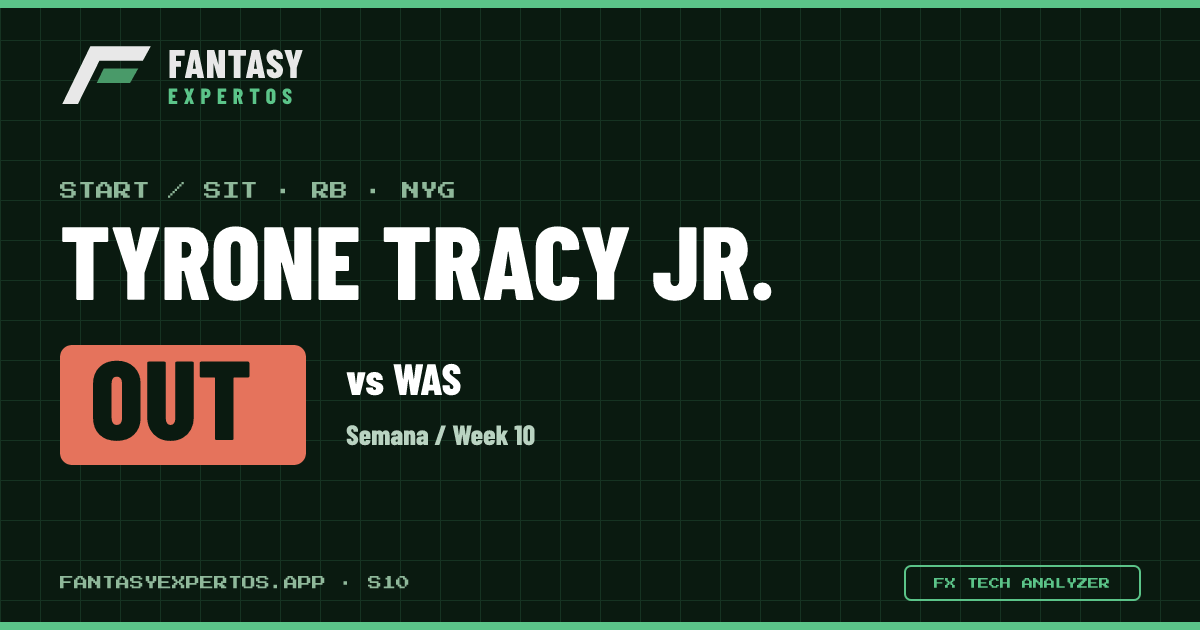 FANTASY
EXPERTOS
START / SIT · RB · NYG
TYRONE TRACY JR.
OUT
vs WAS
Semana / Week 10
FANTASYEXPERTOS.APP · S10
FX TECH ANALYZER